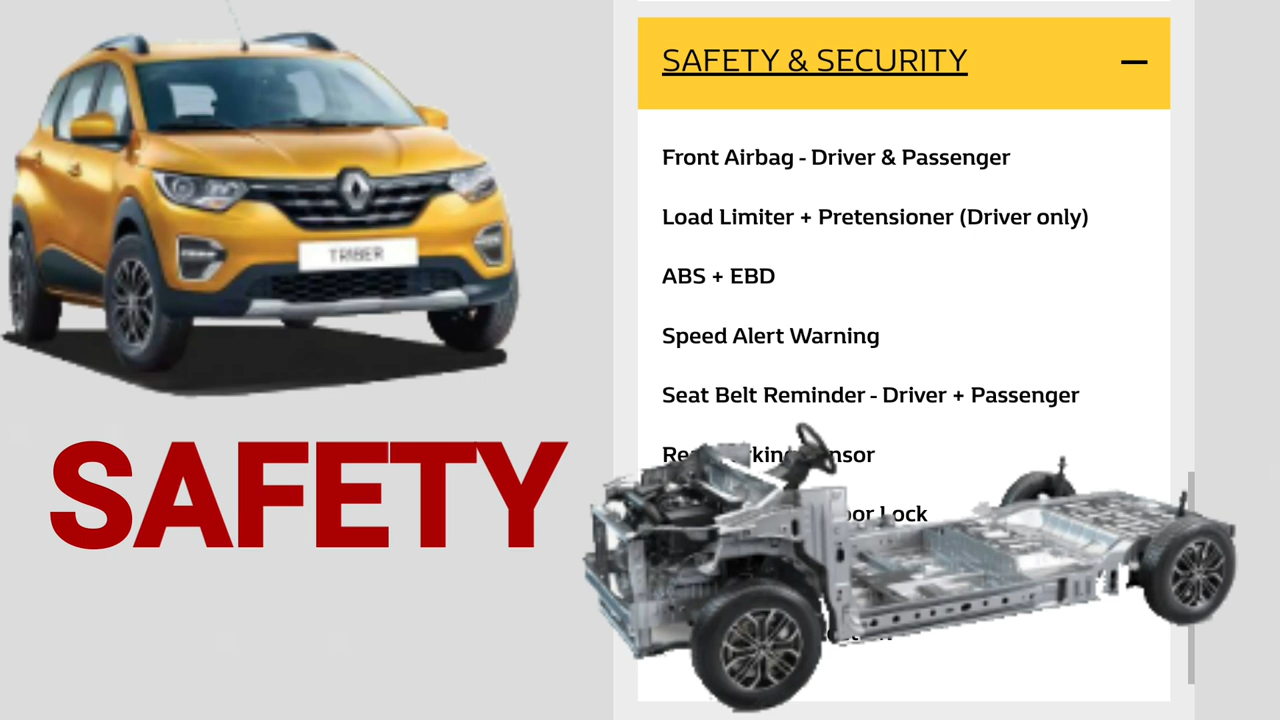 TRIBER
SAFETY
SAFETY & SECURITY
Front Airbag - Driver & Passenger
Load Limiter + Pretensioner (Driver only)
ABS + EBD
Speed Alert Warning
Seat Belt Reminder - Driver + Passenger
Lock